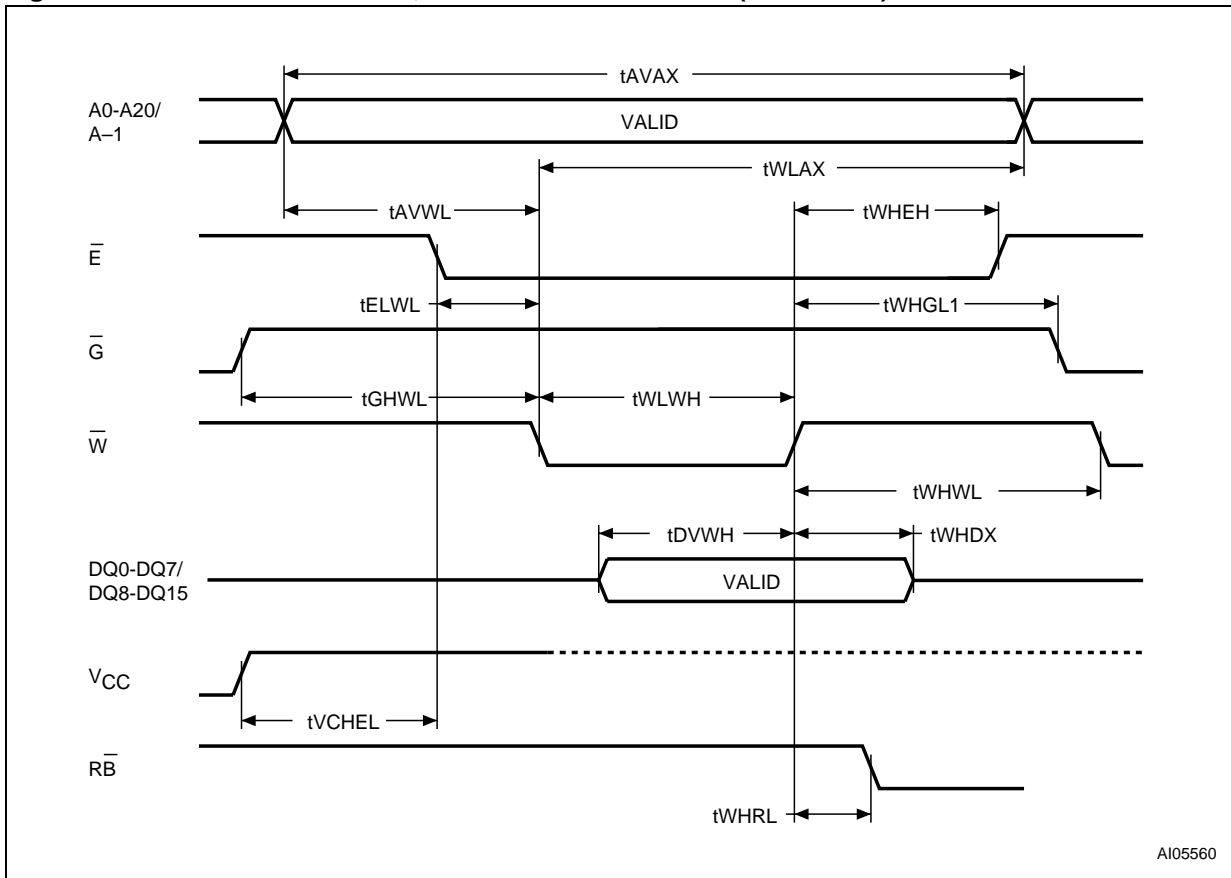 tAVAX
A0-A20/
A–1
VALID
tWLAX
tAVWL
tWHEH
E̅
tELWL
tWHGL1
G̅
tGHWL
tWLWH
W̅
tWHWL
tDVWH
tWHDX
DQ0-DQ7/
DQ8-DQ15
VALID
VCC
tVCHEL
RB̅
tWHRL
AI05560